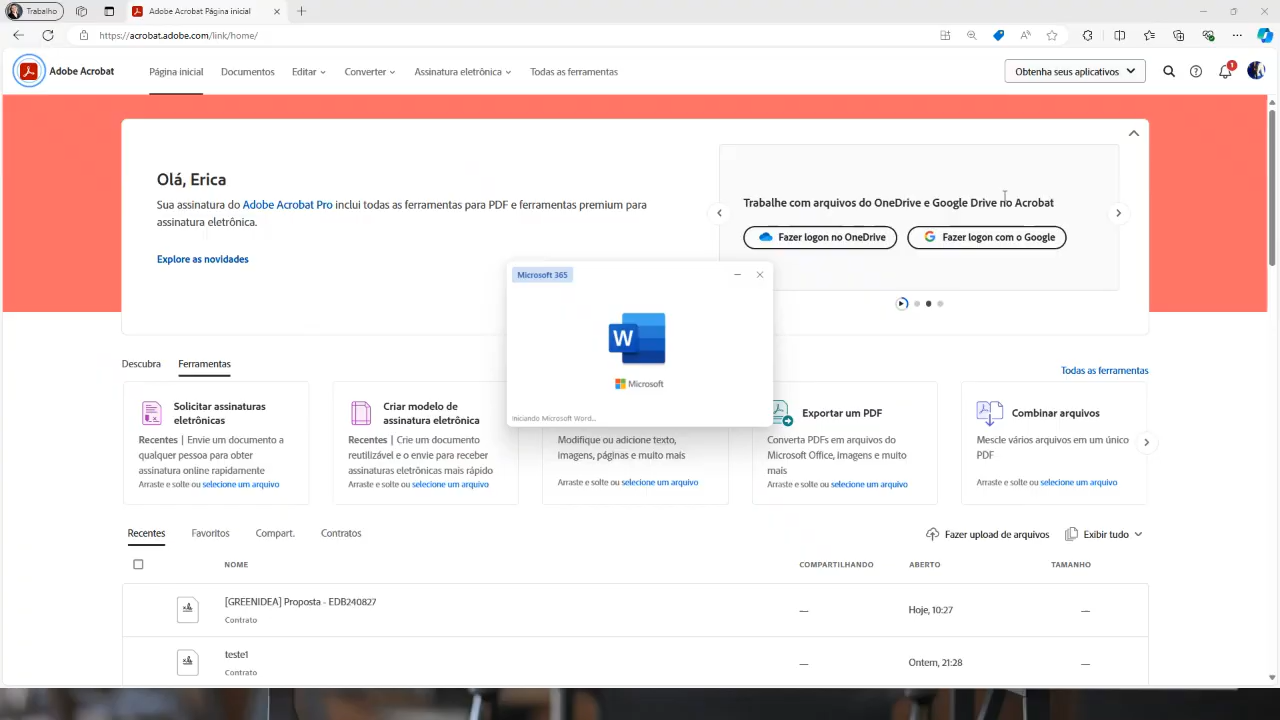 Trabalho
Adobe Acrobat Página inicial
https://acrobat.adobe.com/link/home/
Adobe Acrobat
Página inicial
Documentos
Editar
Converter
Assinatura eletrônica
Todas as ferramentas
Obtenha seus aplicativos
1
Olá, Erica
Sua assinatura do Adobe Acrobat Pro inclui todas as ferramentas para PDF e ferramentas premium para
assinatura eletrônica.
Explore as novidades
Trabalhe com arquivos do OneDrive e Google Drive no Acrobat
Fazer logon no OneDrive
Fazer logon com o Google
Microsoft 365
W
Microsoft
Iniciando Microsoft Word...
Descubra
Ferramentas
Todas as ferramentas
Solicitar assinaturas
eletrônicas
Recentes | Envie um documento a
qualquer pessoa para obter
assinatura online rapidamente
Arraste e solte ou selecione um arquivo
Criar modelo de
assinatura eletrônica
Recentes | Crie um documento
reutilizável e o envie para receber
assinaturas eletrônicas mais rápido
Arraste e solte ou selecione um arquivo
Modifique ou adicione texto,
imagens, páginas e muito mais
Arraste e solte ou selecione um arquivo
Exportar um PDF
Converta PDFs em arquivos do
Microsoft Office, imagens e muito
mais
Arraste e solte ou selecione um arquivo
Combinar arquivos
Mescle vários arquivos em um único
PDF
Arraste e solte ou selecione um arquivo
Recentes
Favoritos
Compart.
Contratos
Fazer upload de arquivos
Exibir tudo
NOME
COMPARTILHANDO
ABERTO
TAMANHO
[GREENIDEA] Proposta - EDB240827
Contrato
—
Hoje, 10:27
—
teste1
Contrato
—
Ontem, 21:28
—